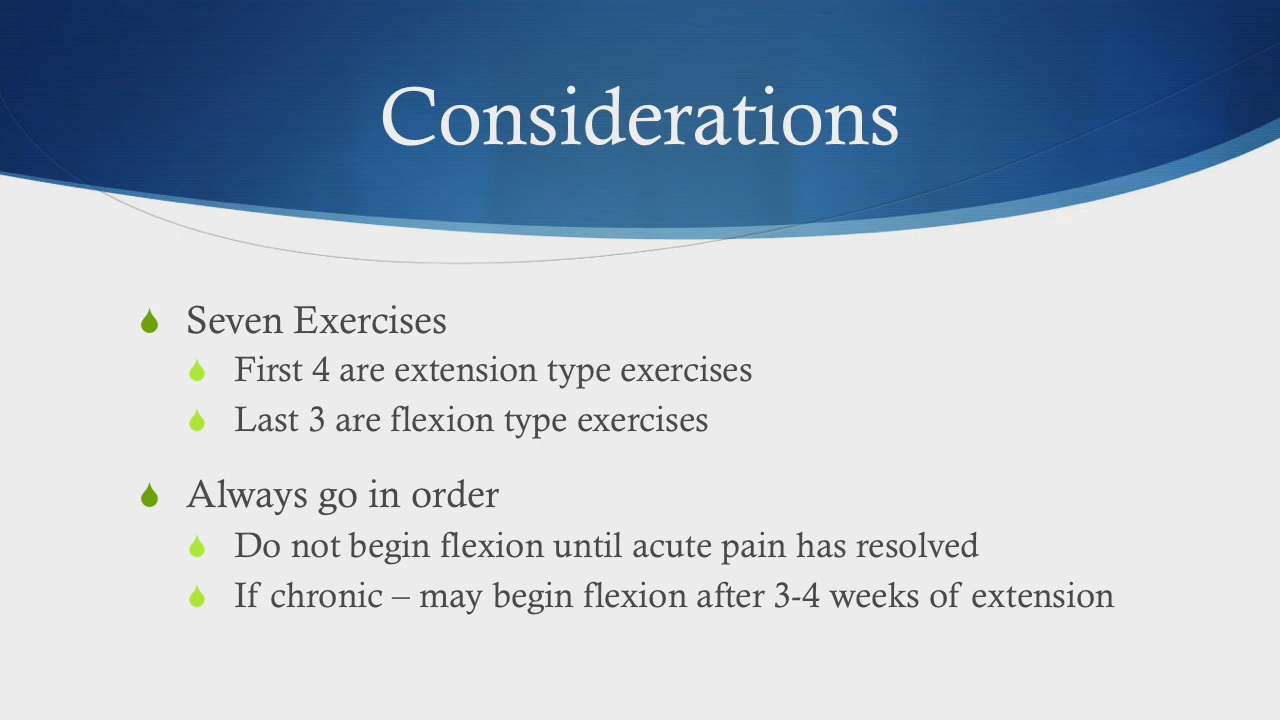 Considerations
Seven Exercises
First 4 are extension type exercises
Last 3 are flexion type exercises
Always go in order
Do not begin flexion until acute pain has resolved
If chronic – may begin flexion after 3-4 weeks of extension